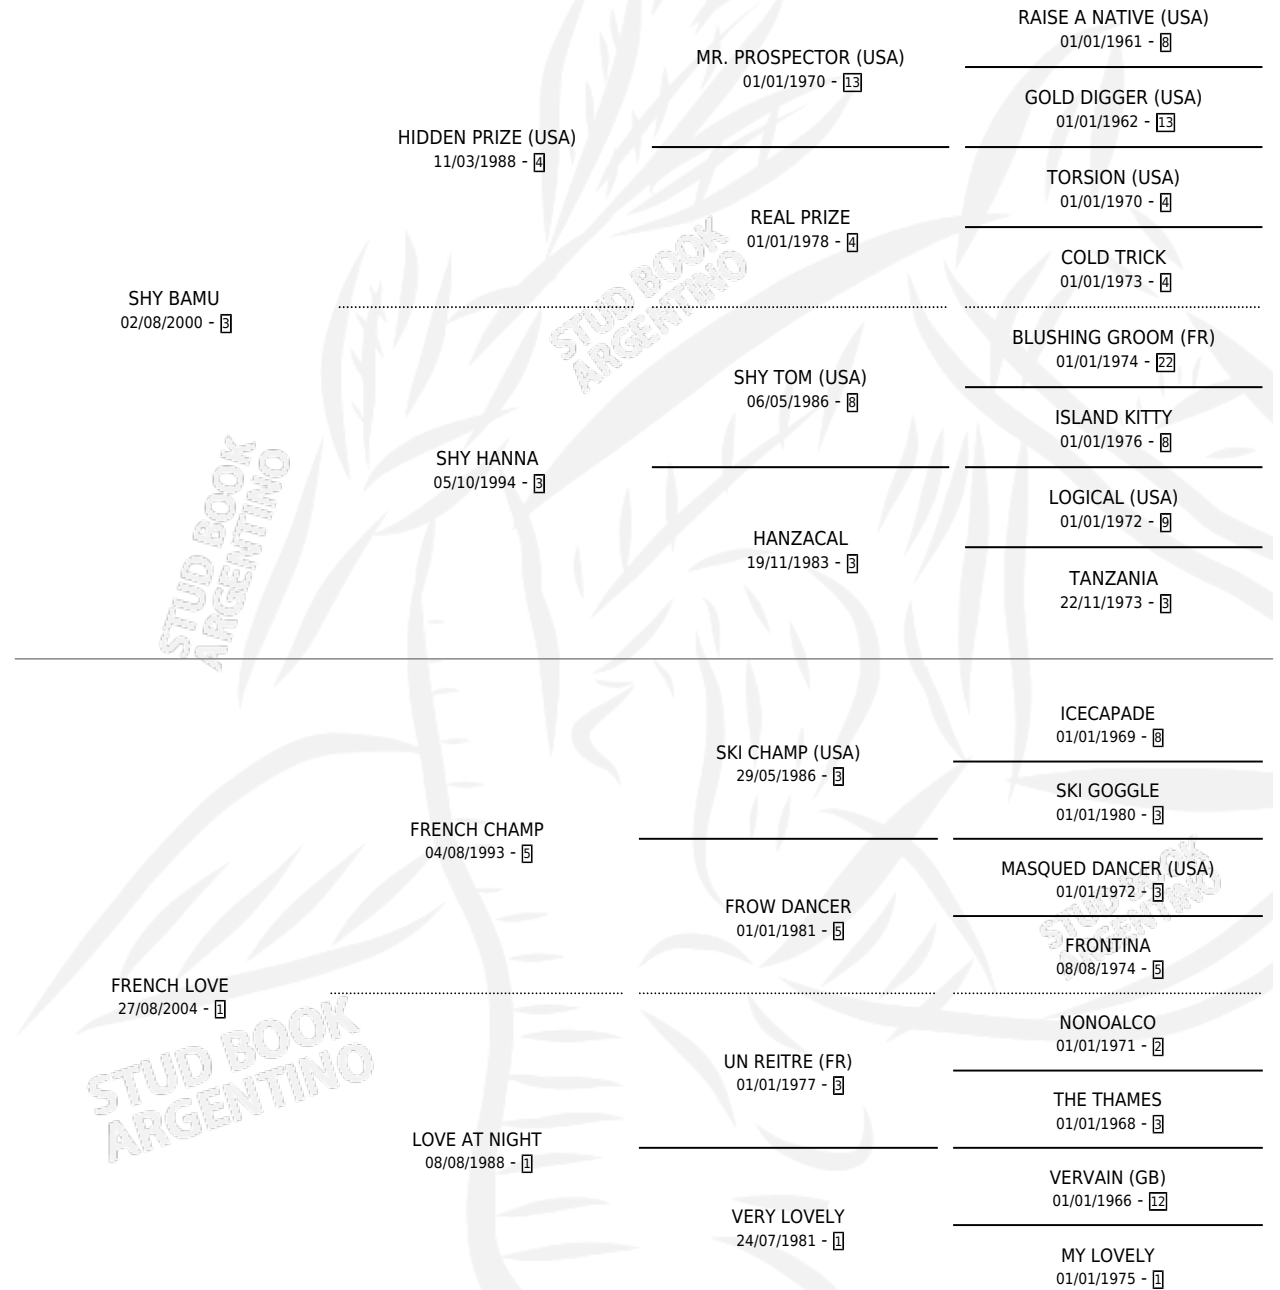 RAISE A NATIVE (USA)
01/01/1961 - 8
MR. PROSPECTOR (USA)
01/01/1970 - 13
GOLD DIGGER (USA)
01/01/1962 - 13
HIDDEN PRIZE (USA)
11/03/1988 - 4
TORSION (USA)
01/01/1970 - 4
REAL PRIZE
01/01/1978 - 4
COLD TRICK
01/01/1973 - 4
SHY BAMU
02/08/2000 - 3
BLUSHING GROOM (FR)
01/01/1974 - 22
SHY TOM (USA)
06/05/1986 - 8
ISLAND KITTY
01/01/1976 - 8
SHY HANNA
05/10/1994 - 3
LOGICAL (USA)
01/01/1972 - 9
HANZACAL
19/11/1983 - 3
TANZANIA
22/11/1973 - 3
ICECAPADE
01/01/1969 - 8
SKI CHAMP (USA)
29/05/1986 - 3
SKI GOGGLE
01/01/1980 - 3
FRENCH CHAMP
04/08/1993 - 5
MASQUED DANCER (USA)
01/01/1972 - 3
FROW DANCER
01/01/1981 - 5
FRONTINA
08/08/1974 - 5
FRENCH LOVE
27/08/2004 - 1
NONOALCO
01/01/1971 - 2
UN REITRE (FR)
01/01/1977 - 3
THE THAMES
01/01/1968 - 3
LOVE AT NIGHT
08/08/1988 - 1
VERVAIN (GB)
01/01/1966 - 12
VERY LOVELY
24/07/1981 - 1
MY LOVELY
01/01/1975 - 1
STUD BOOK
ARGENTINO
STUD BOOK
ARGENTINO
STUD BOOK
ARGENTINO
STUD BOOK
ARGENTINO